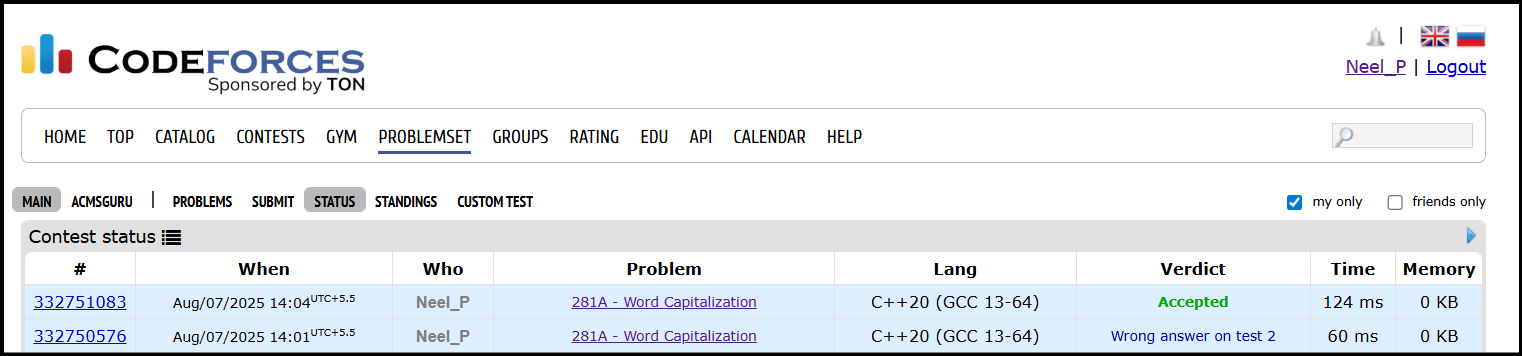 CODEFORCES
Sponsored by TON
|
Neel_P | Logout
HOME TOP CATALOG CONTESTS GYM PROBLEMSET GROUPS RATING EDU API CALENDAR HELP
MAIN ACMSGURU | PROBLEMS SUBMIT STATUS STANDINGS CUSTOM TEST my only friends only
Contest status
# When Who Problem Lang Verdict Time Memory
332751083 Aug/07/2025 14:04UTC+5.5 Neel_P 281A - Word Capitalization C++20 (GCC 13-64) Accepted 124 ms 0 KB
332750576 Aug/07/2025 14:01UTC+5.5 Neel_P 281A - Word Capitalization C++20 (GCC 13-64) Wrong answer on test 2 60 ms 0 KB